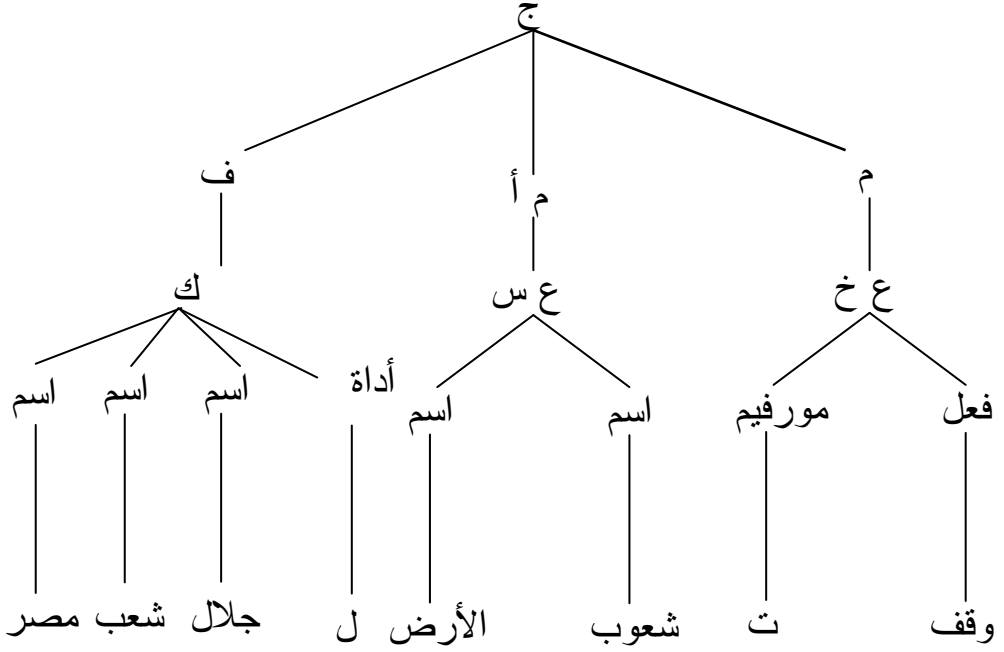 ج
م م أ ف
ع خ ع س ك
فعل مورفيم اسم اسم أداة اسم اسم اسم
وقف ت شعوب الأرض ل جلال شعب مصر